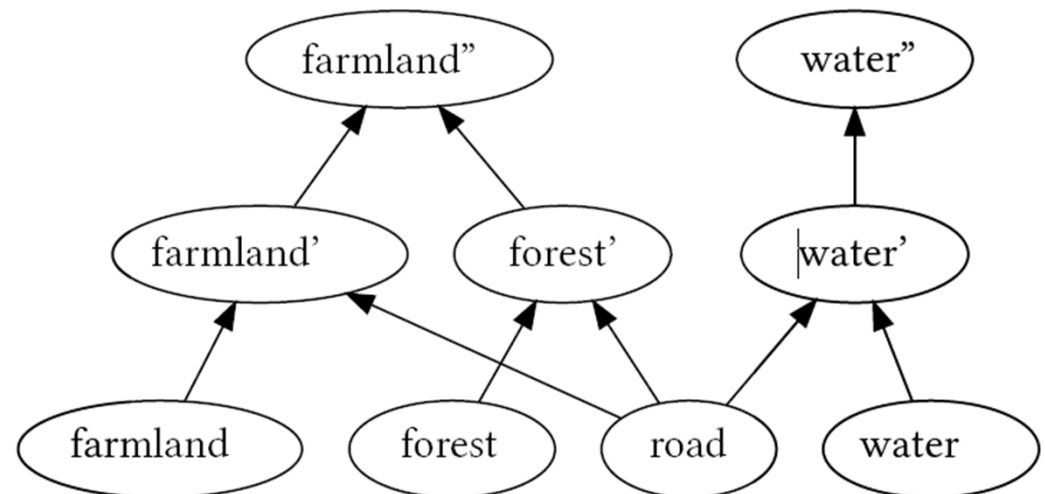 farmland”
water”
farmland’
forest’
water’
farmland
forest
road
water